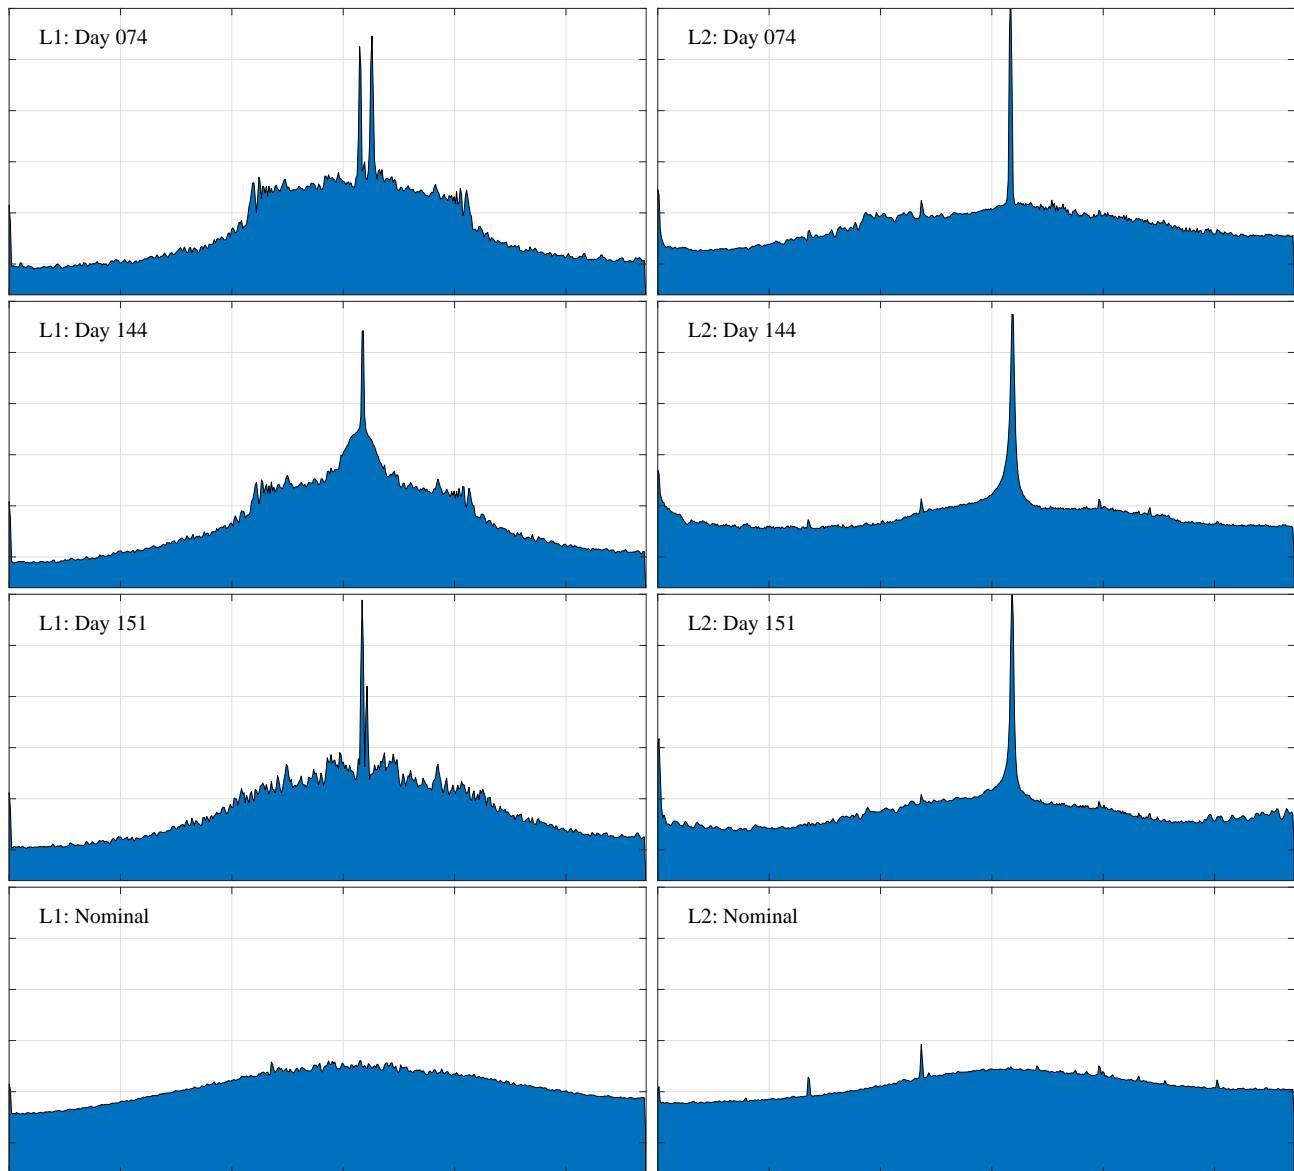 L1: Day 074
L2: Day 074
L1: Day 144
L2: Day 144
L1: Day 151
L2: Day 151
L1: Nominal
L2: Nominal